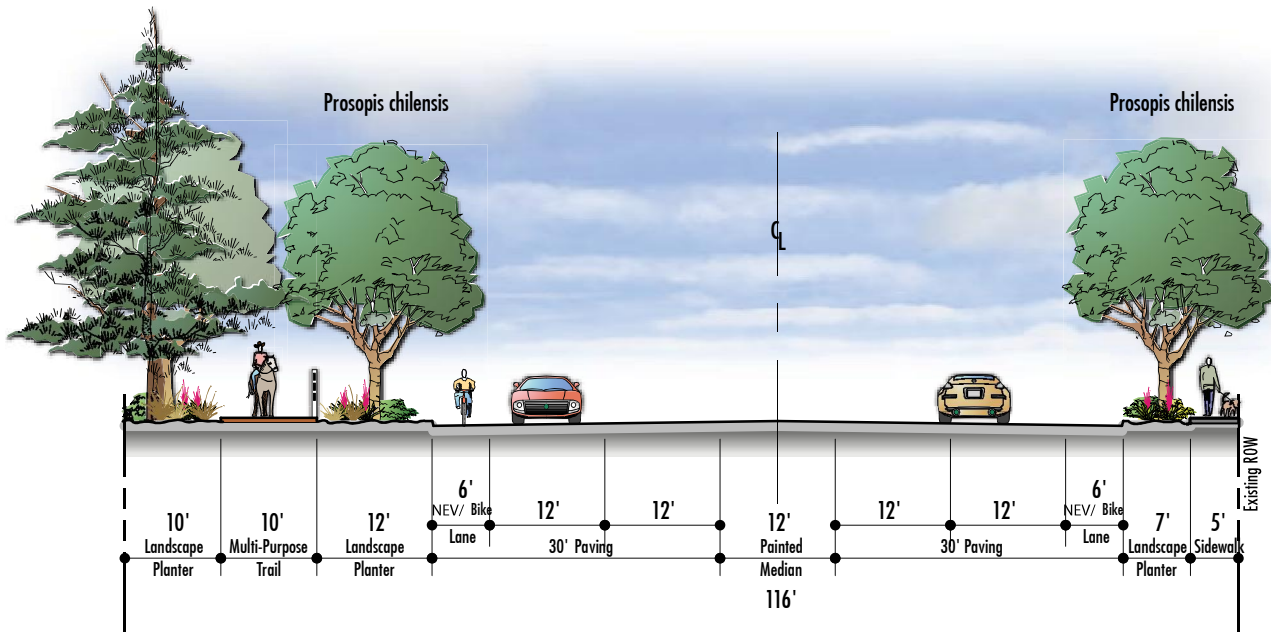 Prosopis chilensis
Prosopis chilensis
CL
Existing ROW
10'
Landscape
Planter
10'
Multi-Purpose
Trail
12'
Landscape
Planter
6'
NEV/ Bike
Lane
12'
12'
30' Paving
12'
Painted
Median
12'
12'
30' Paving
6'
NEV/ Bike
Lane
7'
Landscape
Planter
5'
Sidewalk
116'